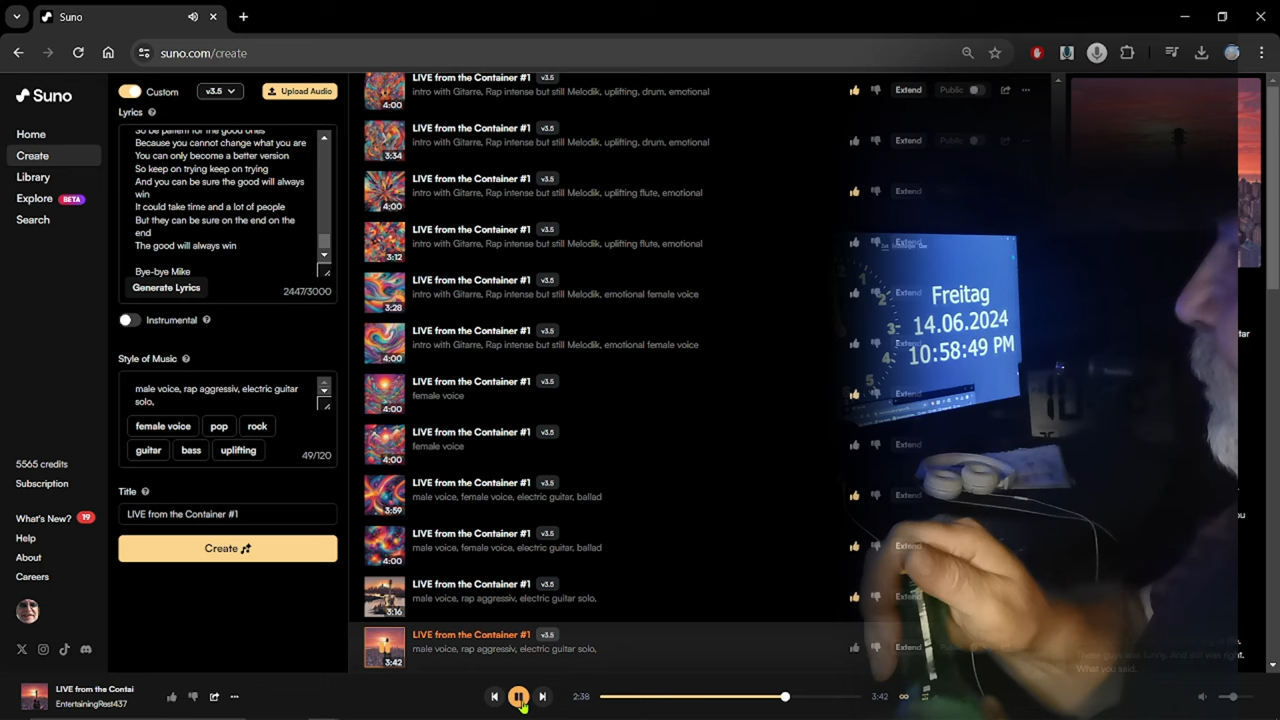 Suno
suno.com/create
Suno
Home
Create
Library
Explore BETA
Search
5565 credits
Subscription
What's New? 19
Help
About
Careers
Custom v3.5 Upload Audio
Lyrics
So be patient for the good ones
Because you cannot change what you are
You can only become a better version
So keep on trying keep on trying
And you can be sure the good will always
win
It could take time and a lot of people
But they can be sure on the end on the
end
The good will always win
Bye-bye Mike
Generate Lyrics 2447/3000
Instrumental
Style of Music
male voice, rap aggressiv, electric guitar
solo,
female voice pop rock
guitar bass uplifting 49/120
Title
LIVE from the Container #1
Create
LIVE from the Container #1 v3.5
4:00 intro with Gitarre, Rap intense but still Melodik, uplifting, drum, emotional Extend Public
LIVE from the Container #1 v3.5
3:34 intro with Gitarre, Rap intense but still Melodik, uplifting, drum, emotional Extend Public
LIVE from the Container #1 v3.5
4:00 intro with Gitarre, Rap intense but still Melodik, uplifting flute, emotional Extend
LIVE from the Container #1 v3.5
3:12 intro with Gitarre, Rap intense but still Melodik, uplifting flute, emotional Extend
LIVE from the Container #1 v3.5
3:28 intro with Gitarre, Rap intense but still Melodik, emotional female voice Extend
LIVE from the Container #1 v3.5
4:00 intro with Gitarre, Rap intense but still Melodik, emotional female voice Extend
LIVE from the Container #1 v3.5
4:00 female voice Extend
LIVE from the Container #1 v3.5
4:00 female voice Extend
LIVE from the Container #1 v3.5
3:59 male voice, female voice, electric guitar, ballad Extend
LIVE from the Container #1 v3.5
4:00 male voice, female voice, electric guitar, ballad Extend
LIVE from the Container #1 v3.5
3:16 male voice, rap aggressiv, electric guitar solo, Extend
LIVE from the Container #1 v3.5
3:42 male voice, rap aggressiv, electric guitar solo, Extend
1
2
3
4
5
Freitag
14.06.2024
10:58:49 PM
What you said.
LIVE from the Contai
EntertainingRest437
2:38 3:42